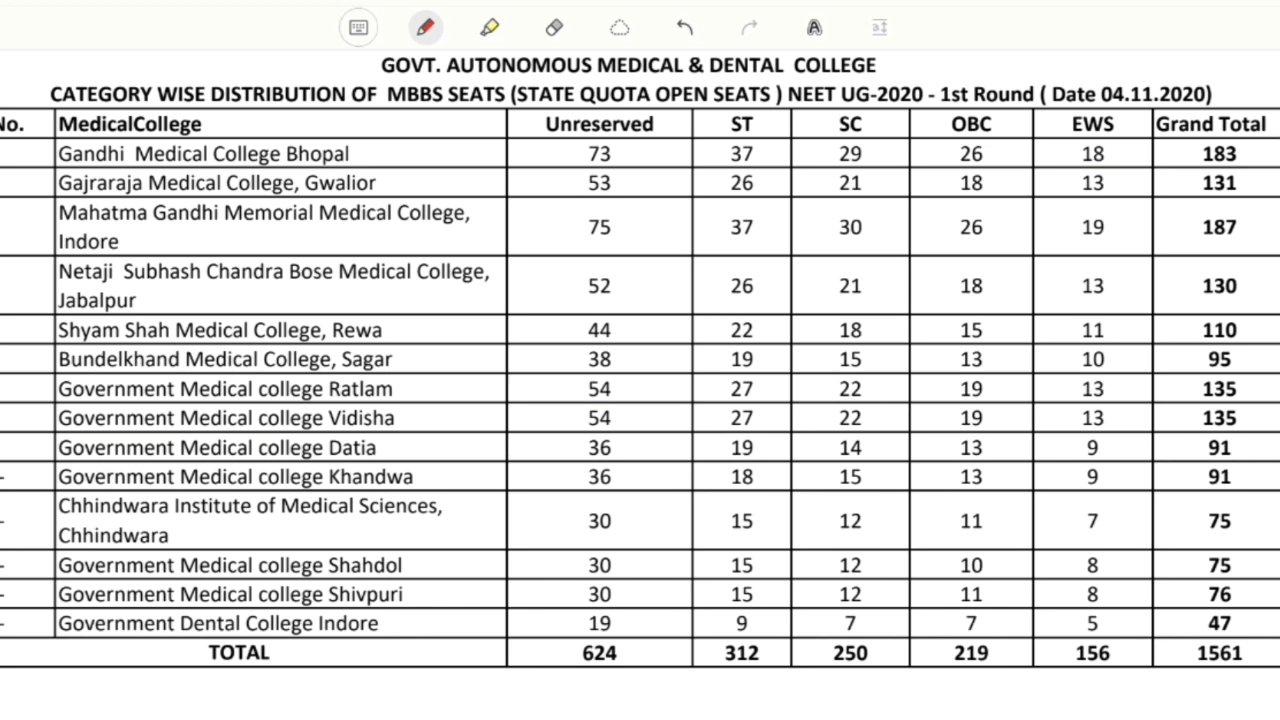 GOVT. AUTONOMOUS MEDICAL & DENTAL COLLEGE
CATEGORY WISE DISTRIBUTION OF MBBS SEATS (STATE QUOTA OPEN SEATS ) NEET UG-2020 - 1st Round ( Date 04.11.2020)
No. MedicalCollege Unreserved ST SC OBC EWS Grand Total
Gandhi Medical College Bhopal 73 37 29 26 18 183
Gajraraja Medical College, Gwalior 53 26 21 18 13 131
Mahatma Gandhi Memorial Medical College,
Indore 75 37 30 26 19 187
Netaji Subhash Chandra Bose Medical College,
Jabalpur 52 26 21 18 13 130
Shyam Shah Medical College, Rewa 44 22 18 15 11 110
Bundelkhand Medical College, Sagar 38 19 15 13 10 95
Government Medical college Ratlam 54 27 22 19 13 135
Government Medical college Vidisha 54 27 22 19 13 135
Government Medical college Datia 36 19 14 13 9 91
Government Medical college Khandwa 36 18 15 13 9 91
Chhindwara Institute of Medical Sciences,
Chhindwara 30 15 12 11 7 75
Government Medical college Shahdol 30 15 12 10 8 75
Government Medical college Shivpuri 30 15 12 11 8 76
Government Dental College Indore 19 9 7 7 5 47
TOTAL 624 312 250 219 156 1561